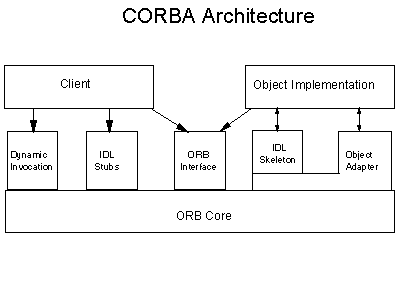 CORBA Architecture
Client
Object Implementation
Dynamic
Invocation
IDL
Stubs
ORB
Interface
IDL
Skeleton
Object
Adapter
ORB Core